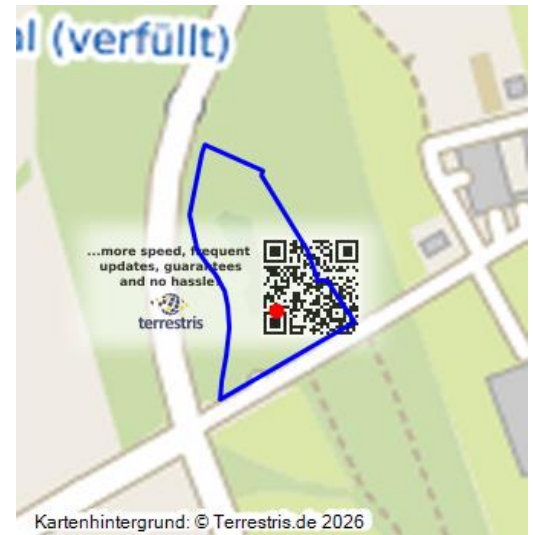 al (verfüllt)
...more speed, frequent
updates, guarantees
and no hassle!
terrestris
Kartenhintergrund: © Terrestris.de 2026